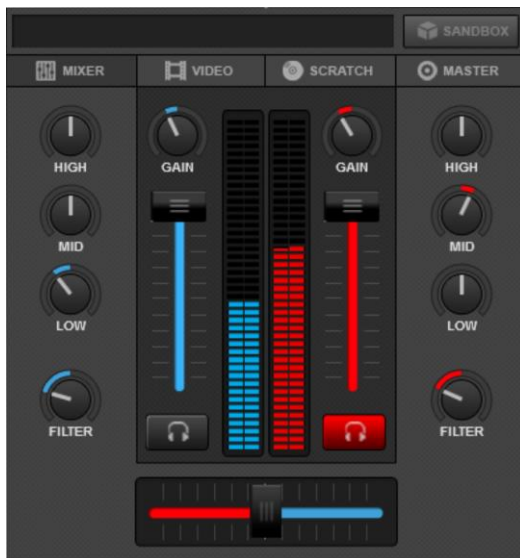 SANDBOX
MIXER VIDEO SCRATCH MASTER
HIGH GAIN GAIN HIGH
MID MID
LOW LOW
FILTER FILTER